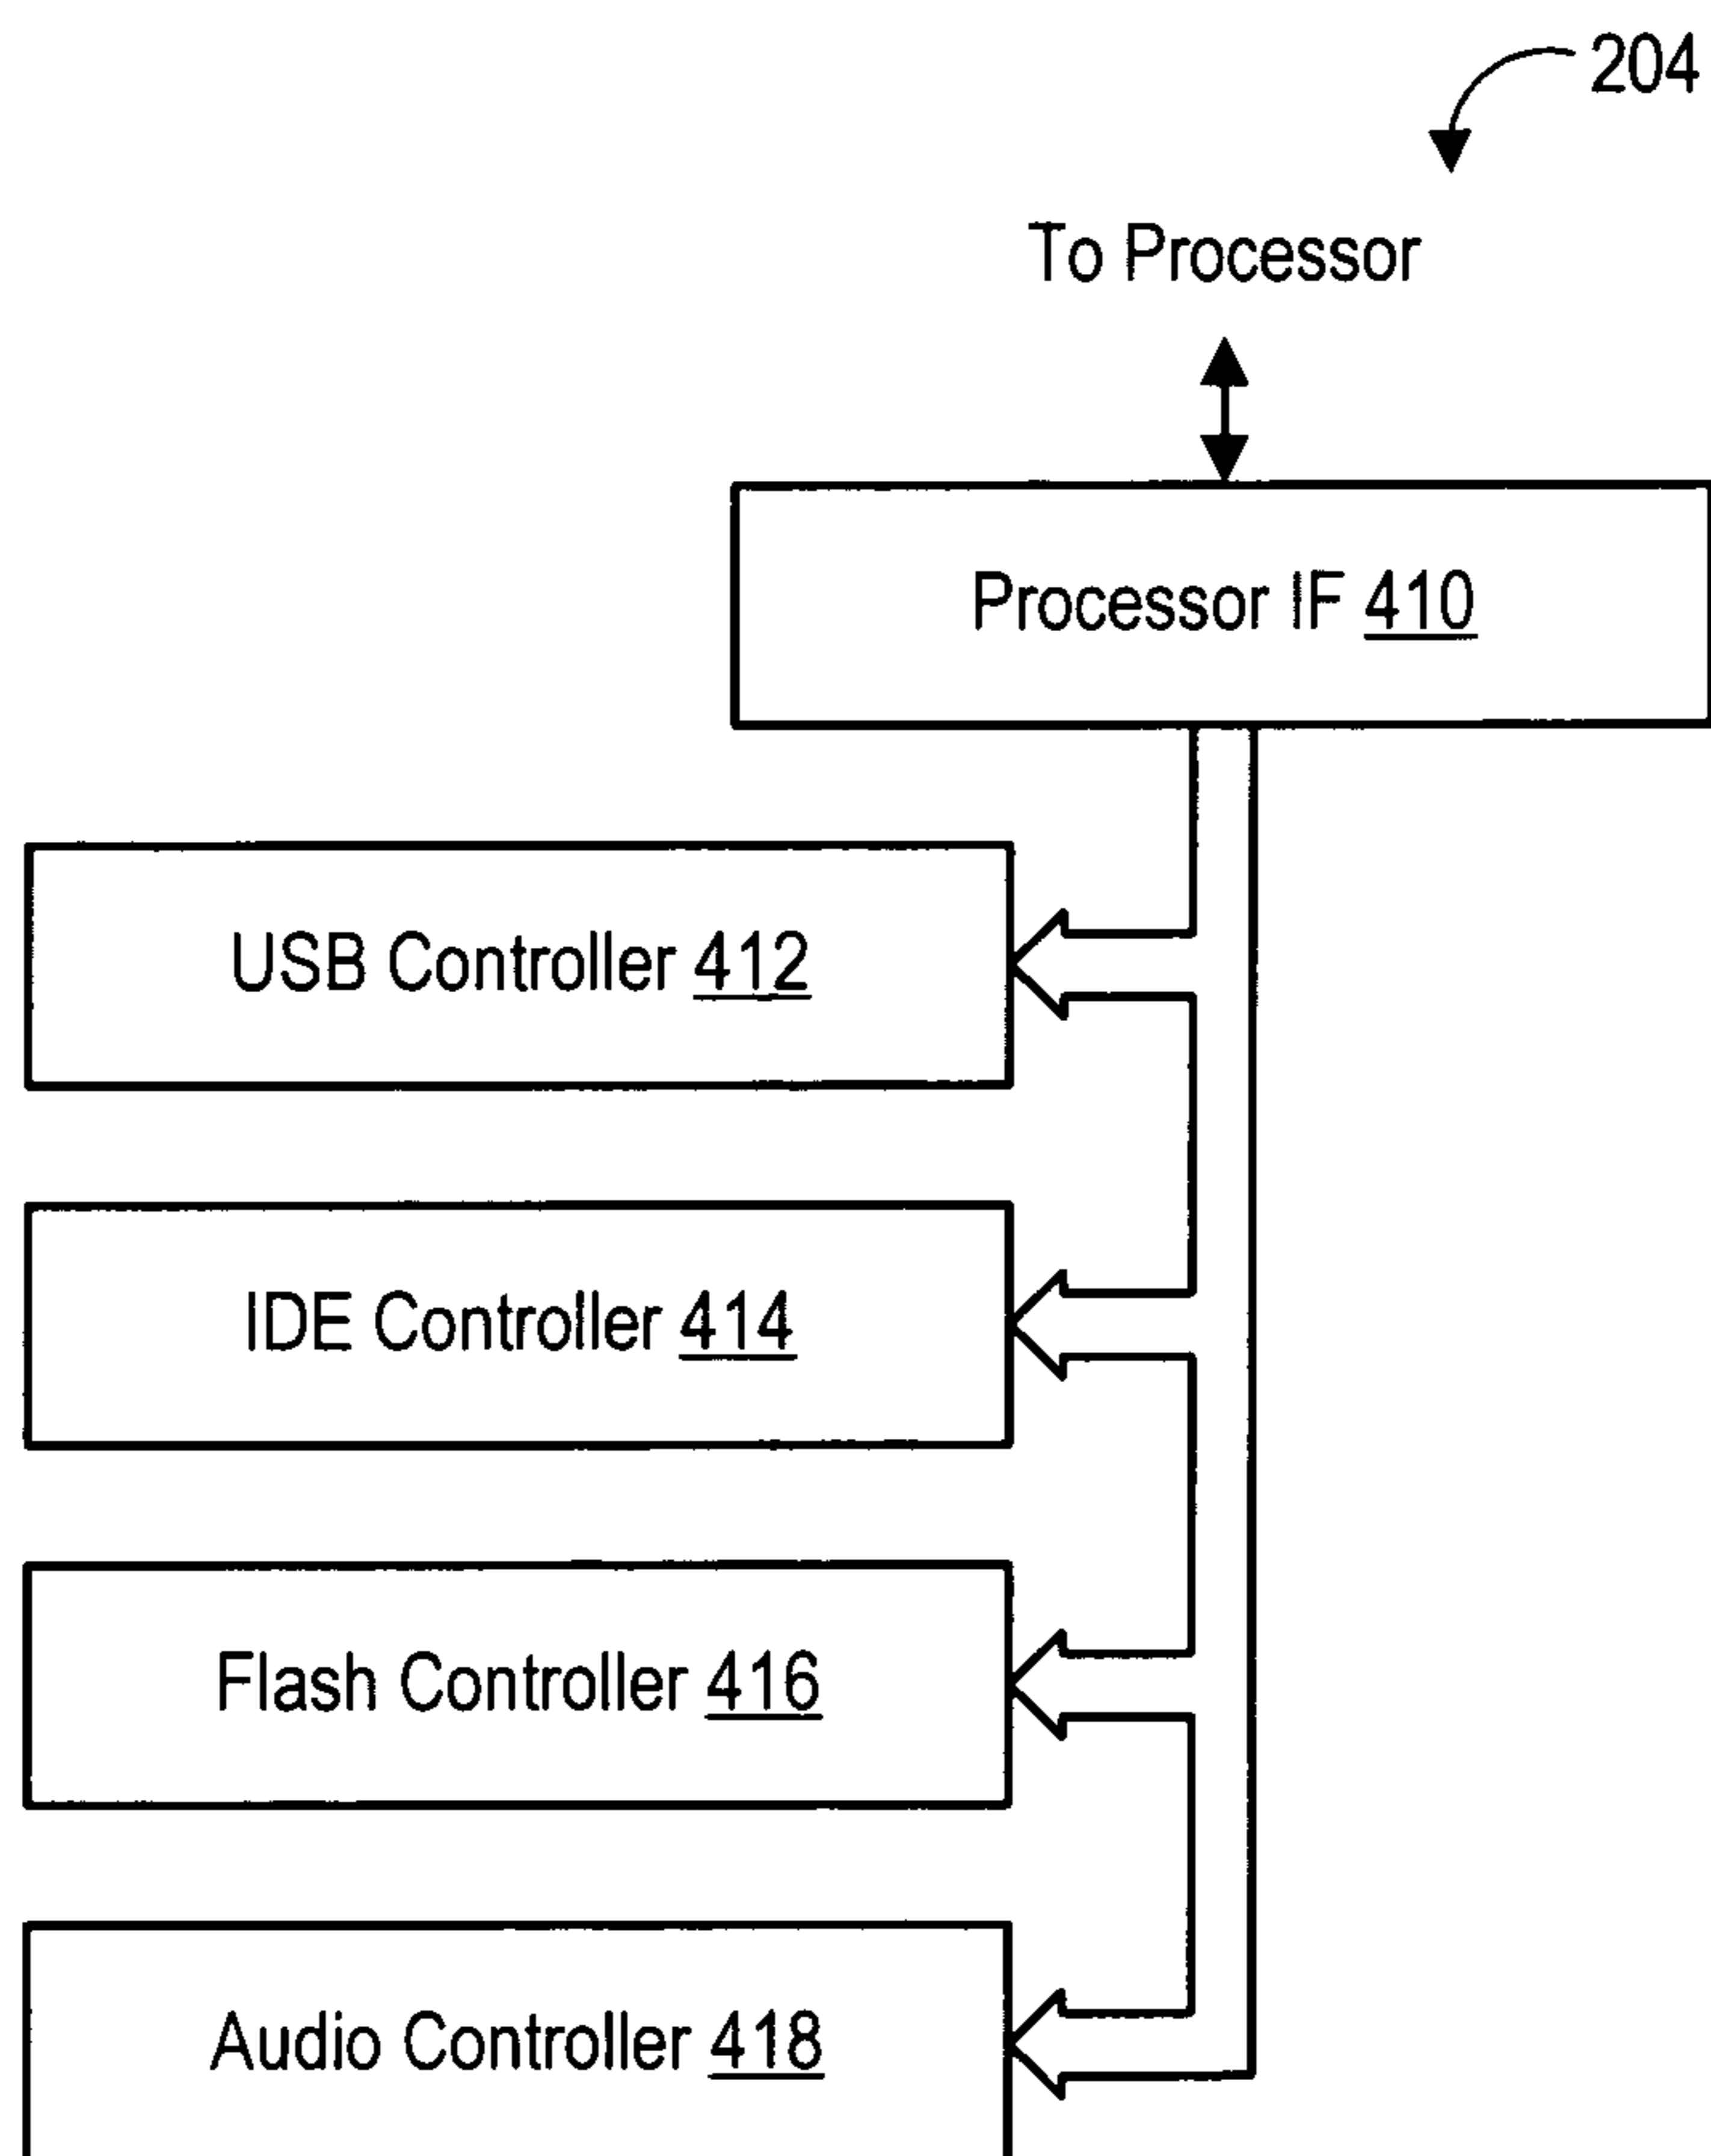 204
To Processor
Processor IF 410
USB Controller 412
IDE Controller 414
Flash Controller 416
Audio Controller 418